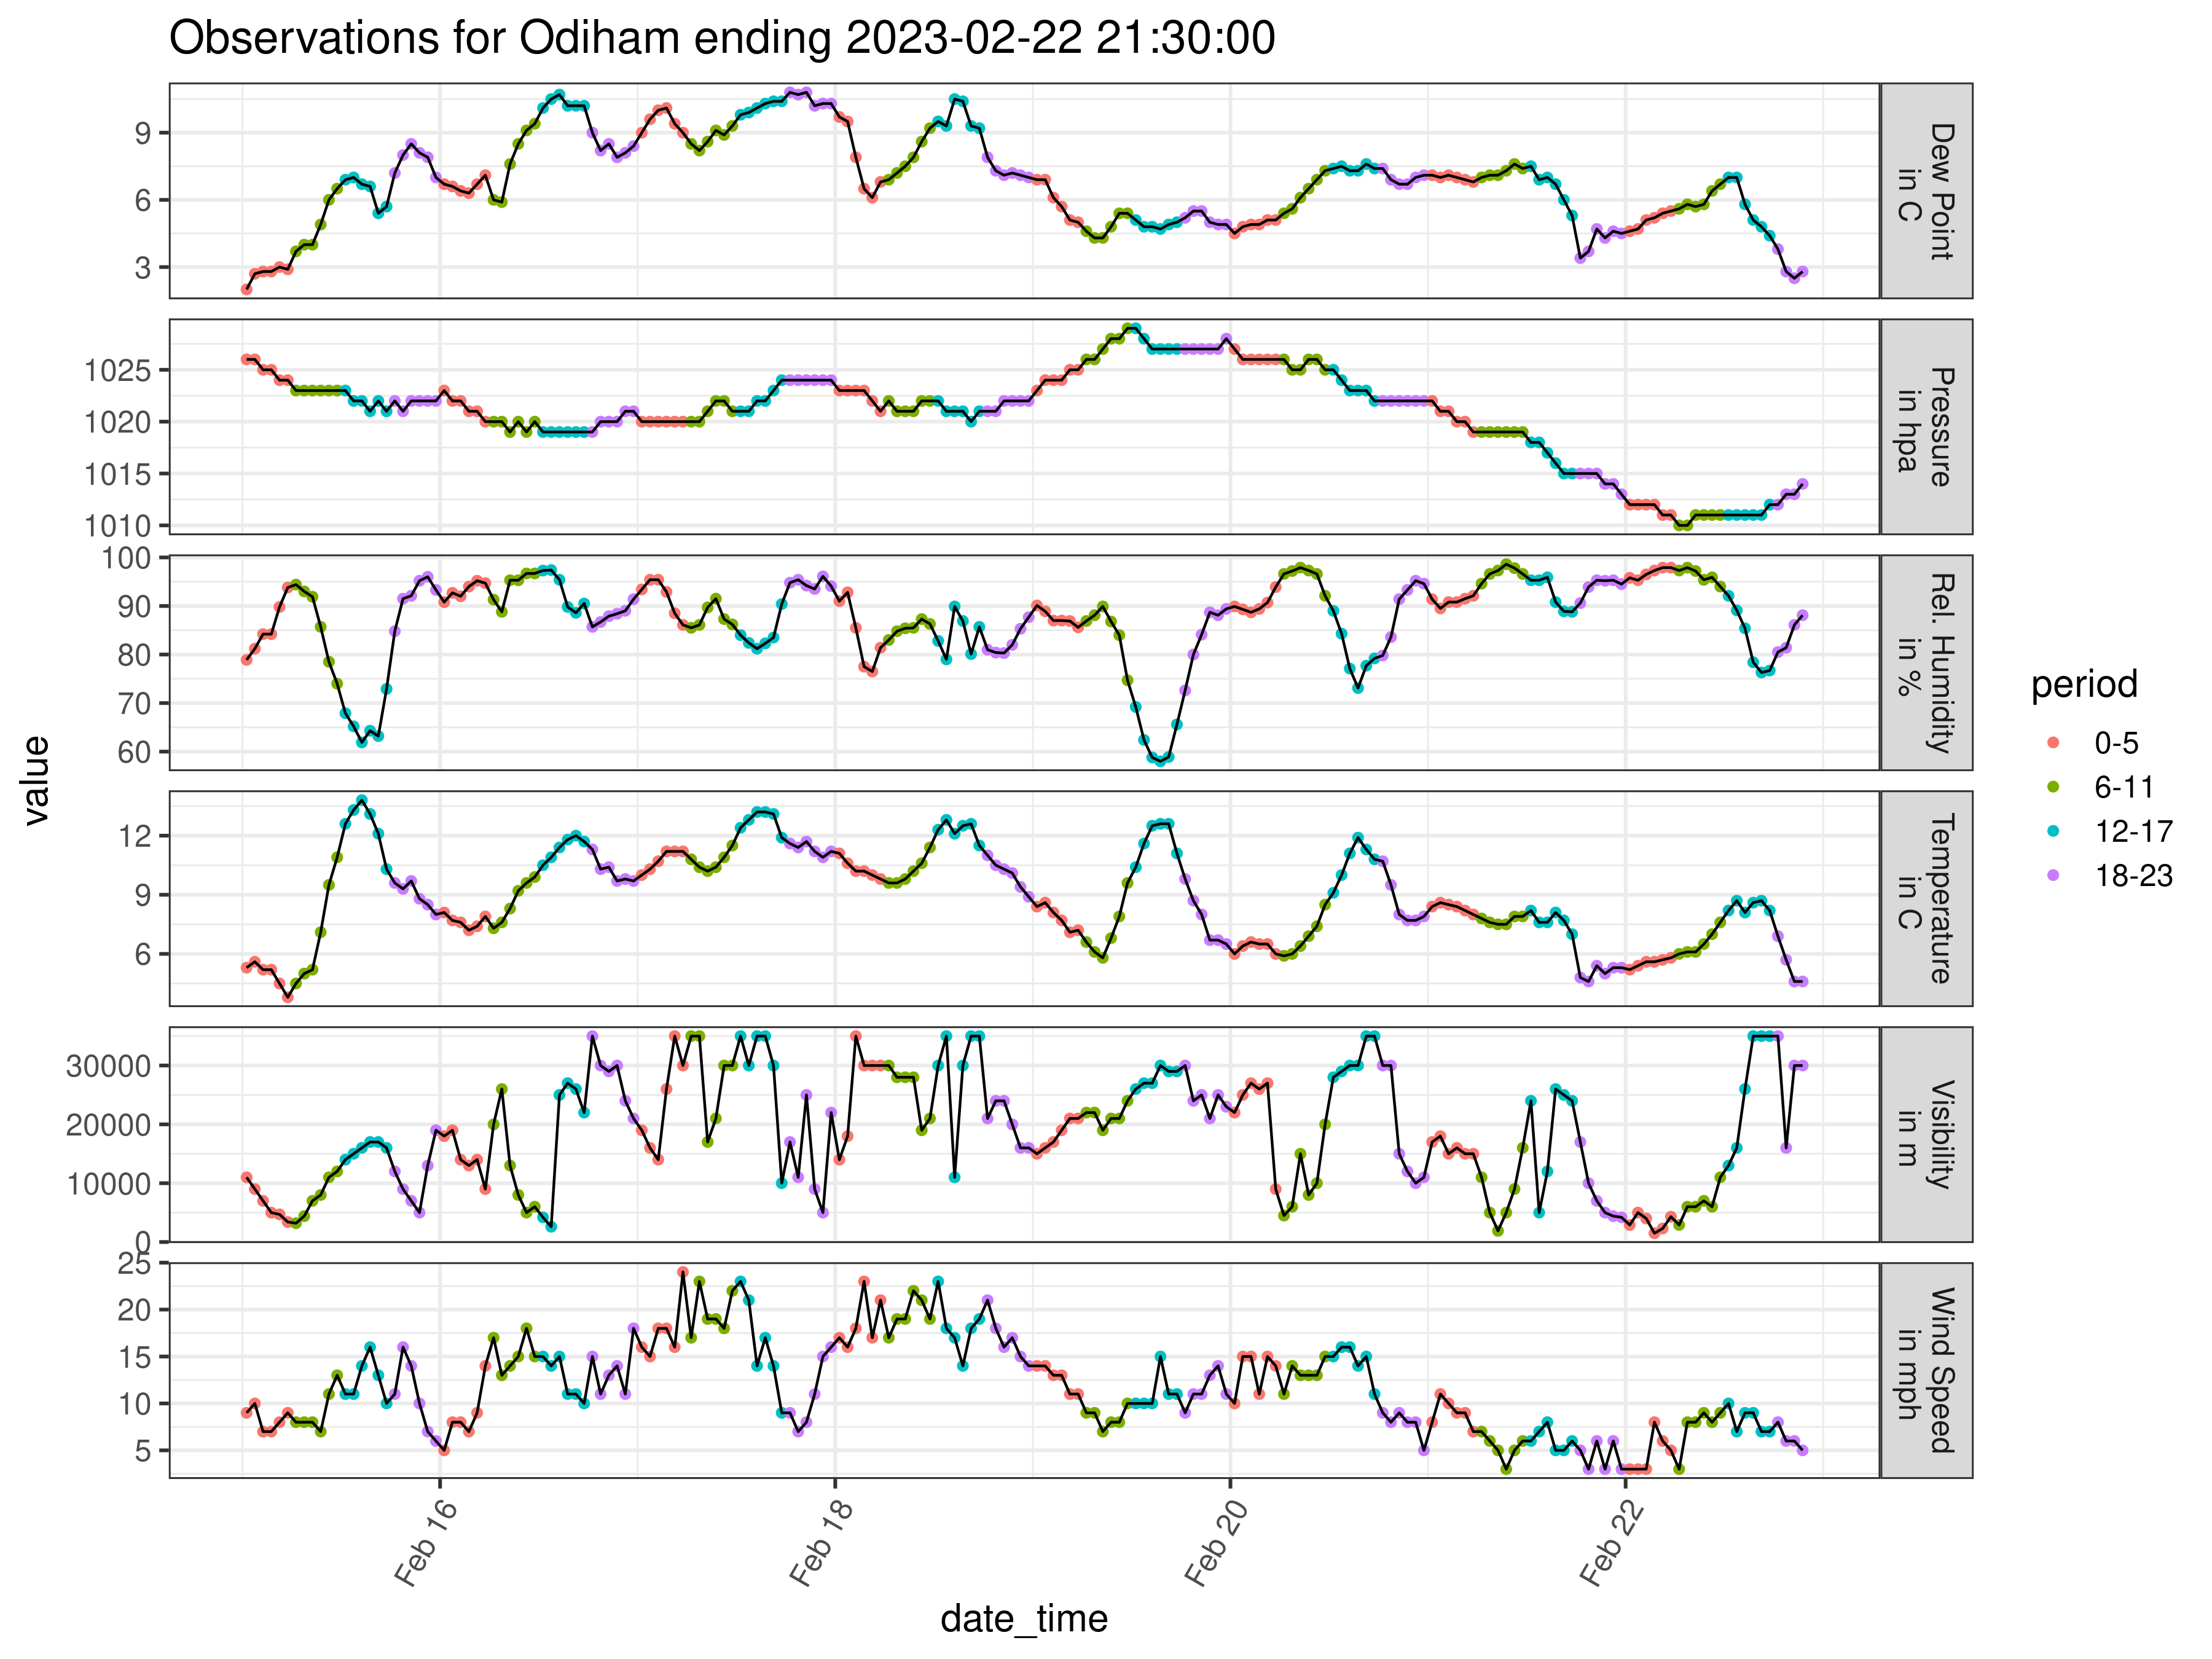 Observations for Odiham ending 2023-02-22 21:30:00
value
9
6
3
Dew Point
in C
1025
1020
1015
1010
Pressure
in hpa
100
90
80
70
60
Rel. Humidity
in %
12
9
6
Temperature
in C
30000
20000
10000
0
Visibility
in m
25
20
15
10
5
Wind Speed
in mph
Feb 16
Feb 18
Feb 20
Feb 22
date_time
period
0-5
6-11
12-17
18-23